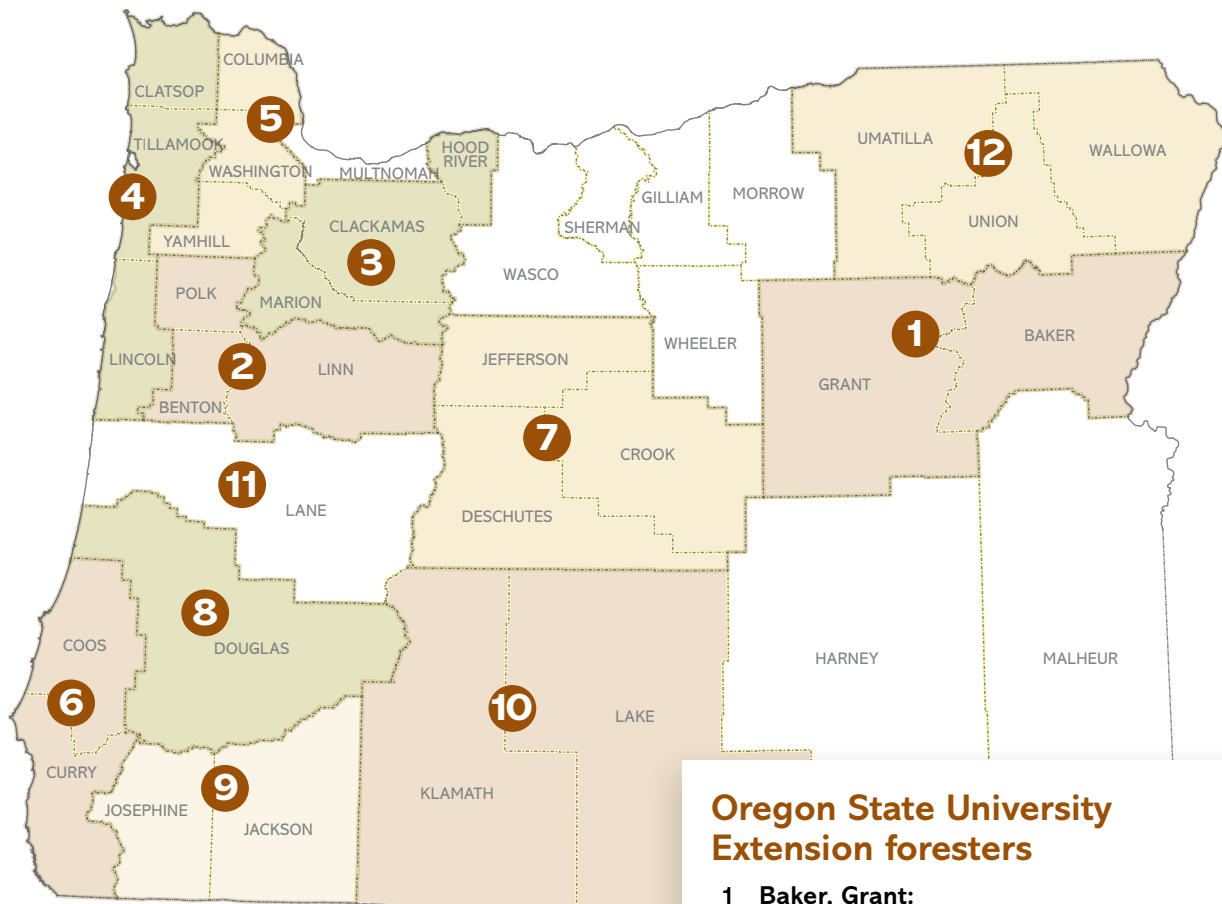 COLUMBIA
CLATSOP
5
TILLAMOOK
WASHINGTON
MULTNOMAH
HOOD
RIVER
4
YAMHILL
CLACKAMAS
3
MARION
POLK
LINCOLN
2
LINN
BENTON
WASCO
SHERMAN
GILLIAM
MORROW
UMATILLA
12
WALLOWA
UNION
WHEELER
1
BAKER
GRANT
JEFFERSON
7
CROOK
DESCHUTES
11
LANE
8
DOUGLAS
COOS
6
CURRY
9
JOSEPHINE
JACKSON
10
LAKE
KLAMATH
HARNEY
MALHEUR
Oregon State University
Extension foresters
1 Baker, Grant: